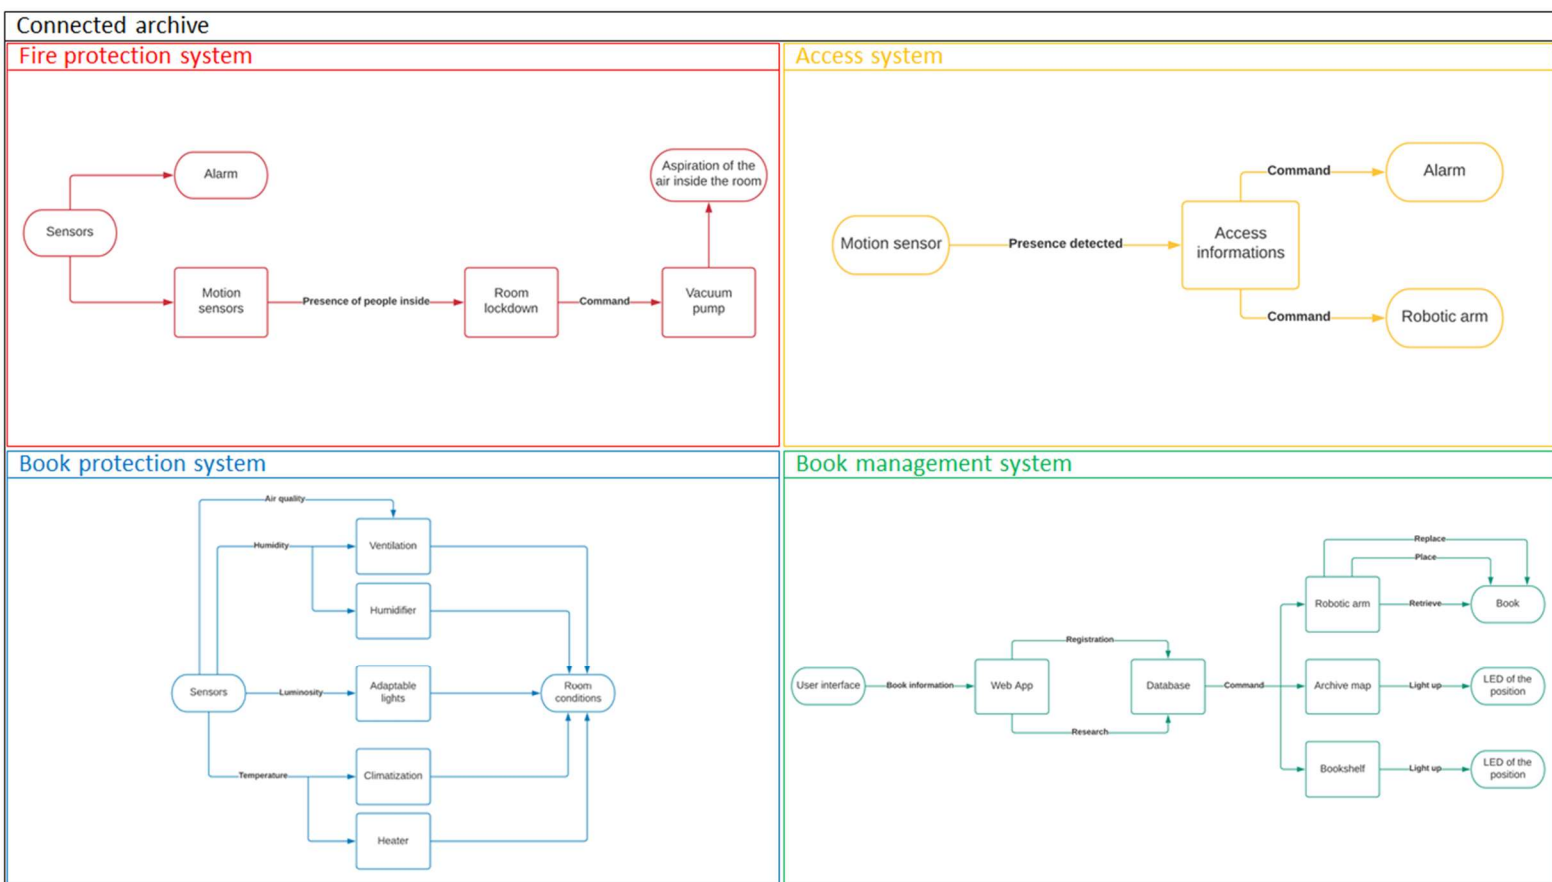 Connected archive
Fire protection system
Alarm
Aspiration of the
air inside the room
Sensors
Motion
sensors
Presence of people inside
Room
lockdown
Command
Vacuum
pump
Access system
Command
Alarm
Motion sensor
Presence detected
Access
informations
Command
Robotic arm
Book protection system
Air quality
Humidity
Ventilation
Humidifier
Sensors
Luminosity
Adaptable
lights
Room
conditions
Temperature
Climatization
Heater
Book management system
Replace
Place
Robotic arm
Retrieve
Book
Registration
User interface
Book information
Web App
Database
Command
Archive map
Light up
LED of the
position
Research
Bookshelf
Light up
LED of the
position